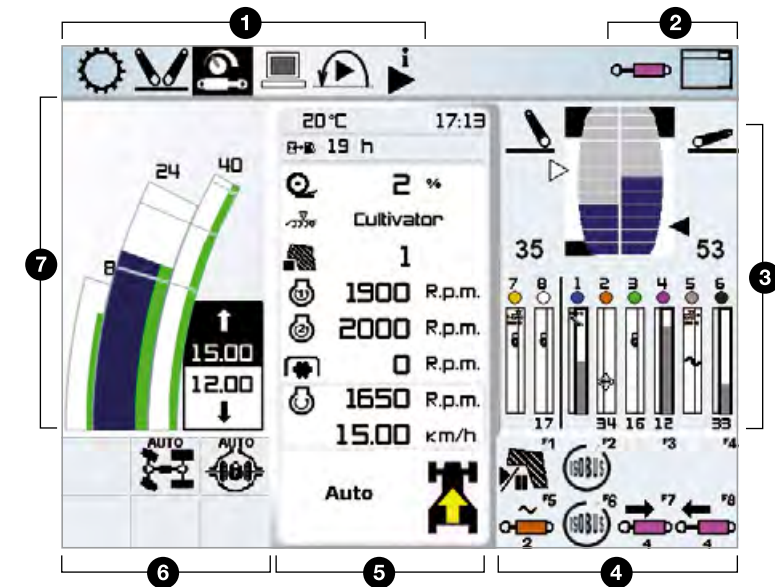 1 2
i
20°C 17:13
19 h
24 40
8
2 %
Cultivator
1
1900 R.p.m.
2000 R.p.m.
0 R.p.m.
1650 R.p.m.
15.00 km/h
Auto
15.00
12.00
35 53
7 8 1 2 3 4 5 6
17 34 16 12 33
AUTO AUTO
F1 F2 F3 F4
ISOBUS
F5 F6 F7 F8
ISOBUS
2 4 4
7
3
6 5 4